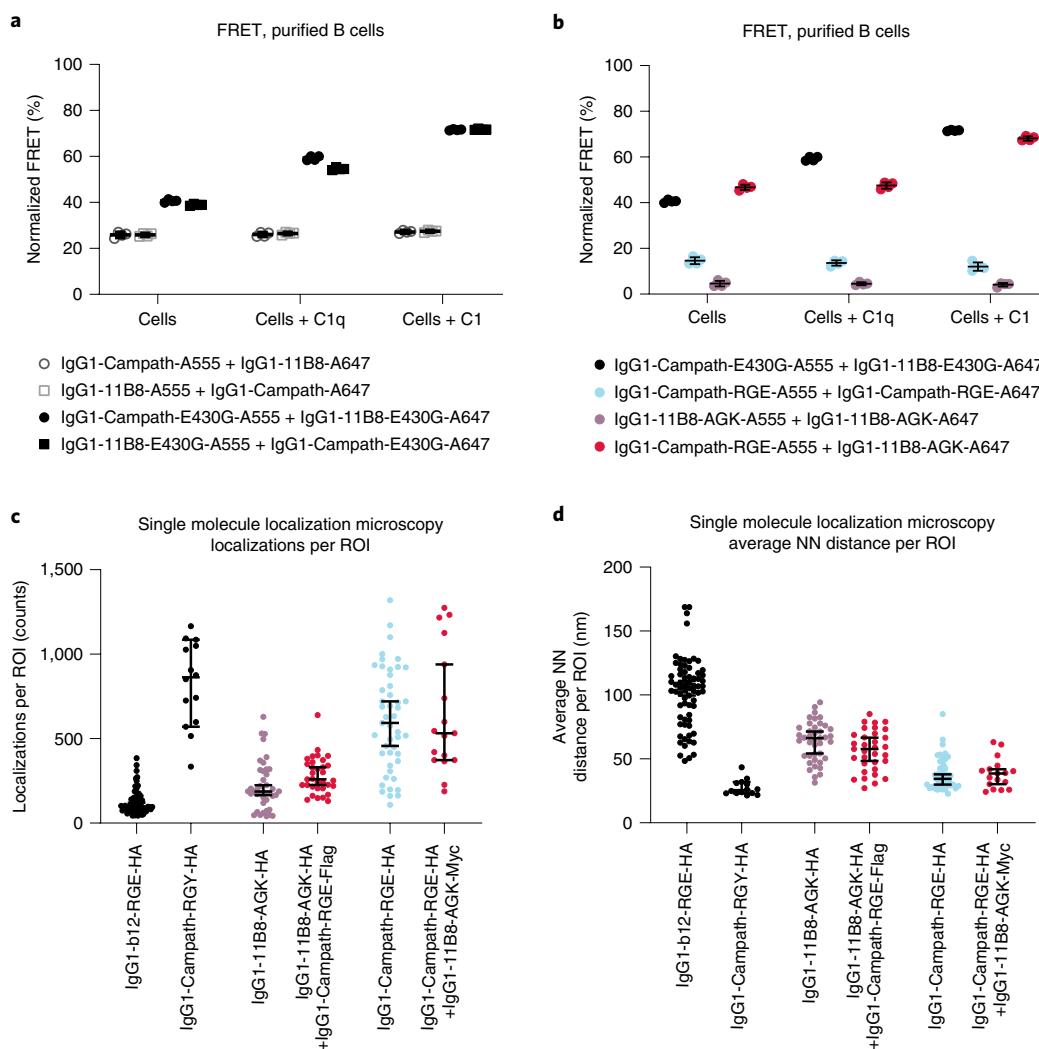 a
FRET, purified B cells
Normalized FRET (%)
100
80
60
40
20
0
Cells
Cells + C1q
Cells + C1
IgG1-Campath-A555 + IgG1-11B8-A647
IgG1-11B8-A555 + IgG1-Campath-A647
IgG1-Campath-E430G-A555 + IgG1-11B8-E430G-A647
IgG1-11B8-E430G-A555 + IgG1-Campath-E430G-A647
b
FRET, purified B cells
Normalized FRET (%)
100
80
60
40
20
0
Cells
Cells + C1q
Cells + C1
IgG1-Campath-E430G-A555 + IgG1-11B8-E430G-A647
IgG1-Campath-RGE-A555 + IgG1-Campath-RGE-A647
IgG1-11B8-AGK-A555 + IgG1-11B8-AGK-A647
IgG1-Campath-RGE-A555 + IgG1-11B8-AGK-A647
c
Single molecule localization microscopy
localizations per ROI
Localizations per ROI (counts)
1,500
1,000
500
0
IgG1-b12-RGE-HA
IgG1-Campath-RGY-HA
IgG1-11B8-AGK-HA
IgG1-11B8-AGK-HA
+IgG1-Campath-RGE-Flag
IgG1-Campath-RGE-HA
IgG1-Campath-RGE-HA
+IgG1-11B8-AGK-Myc
d
Single molecule localization microscopy
average NN distance per ROI
Average NN
distance per ROI (nm)
200
150
100
50
0
IgG1-b12-RGE-HA
IgG1-Campath-RGY-HA
IgG1-11B8-AGK-HA
IgG1-11B8-AGK-HA
+IgG1-Campath-RGE-Flag
IgG1-Campath-RGE-HA
IgG1-Campath-RGE-HA
+IgG1-11B8-AGK-Myc